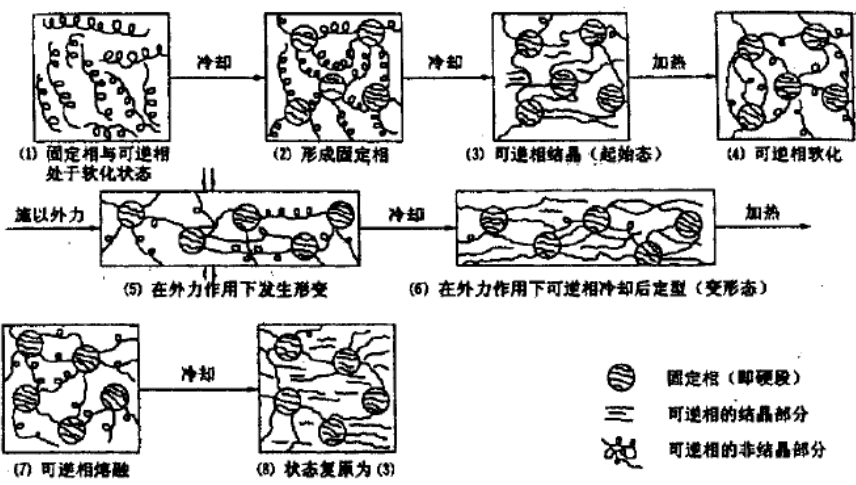 冷却
冷却
加热
(1) 固定相与可逆相
处于软化状态
(2) 形成固定相
(3) 可逆相结晶（起始态）
(4) 可逆相软化
施以外力
冷却
加热
(5) 在外力作用下发生形变
(6) 在外力作用下可逆相冷却后定型（变形态）
冷却
固定相（即硬段）
可逆相的结晶部分
可逆相的非结晶部分
(7) 可逆相熔融
(8) 状态复原为(3)